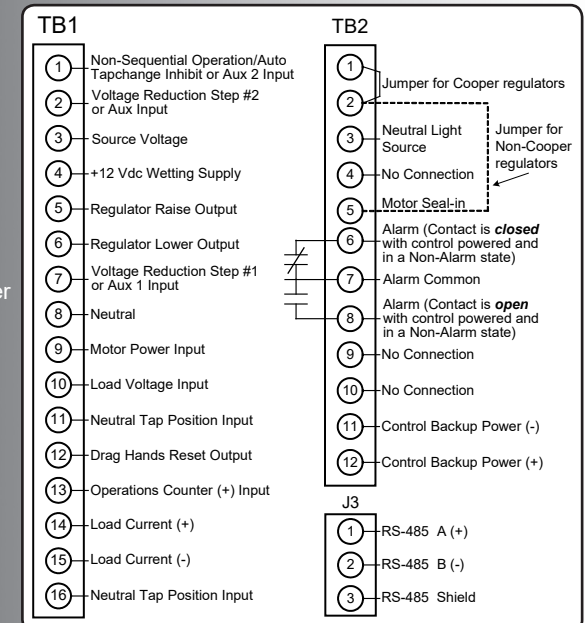 TB1
1 Non-Sequential Operation/Auto
Tapchange Inhibit or Aux 2 Input
2 Voltage Reduction Step #2
or Aux Input
3 Source Voltage
4 +12 Vdc Wetting Supply
5 Regulator Raise Output
6 Regulator Lower Output
7 Voltage Reduction Step #1
or Aux 1 Input
8 Neutral
9 Motor Power Input
10 Load Voltage Input
11 Neutral Tap Position Input
12 Drag Hands Reset Output
13 Operations Counter (+) Input
14 Load Current (+)
15 Load Current (-)
16 Neutral Tap Position Input
TB2
1
Jumper for Cooper regulators
2
3 Neutral Light
Source
Jumper for
Non-Cooper
regulators
4 No Connection
5 Motor Seal-in
6 Alarm (Contact is closed
with control powered and
in a Non-Alarm state)
7 Alarm Common
8 Alarm (Contact is open
with control powered and
in a Non-Alarm state)
9 No Connection
10 No Connection
11 Control Backup Power (-)
12 Control Backup Power (+)
J3
1 RS-485 A (+)
2 RS-485 B (-)
3 RS-485 Shield